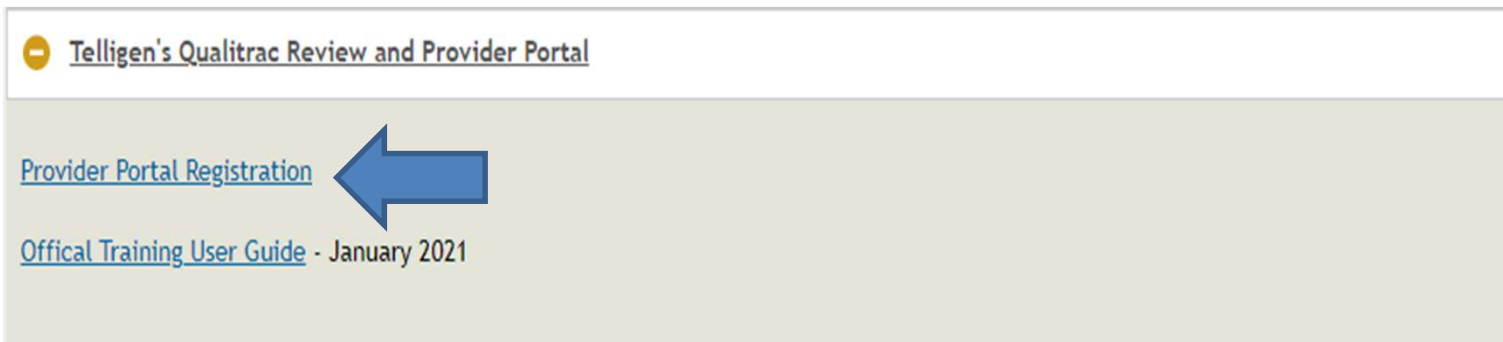 Telligen's Qualitrac Review and Provider Portal
Provider Portal Registration
Offical Training User Guide - January 2021